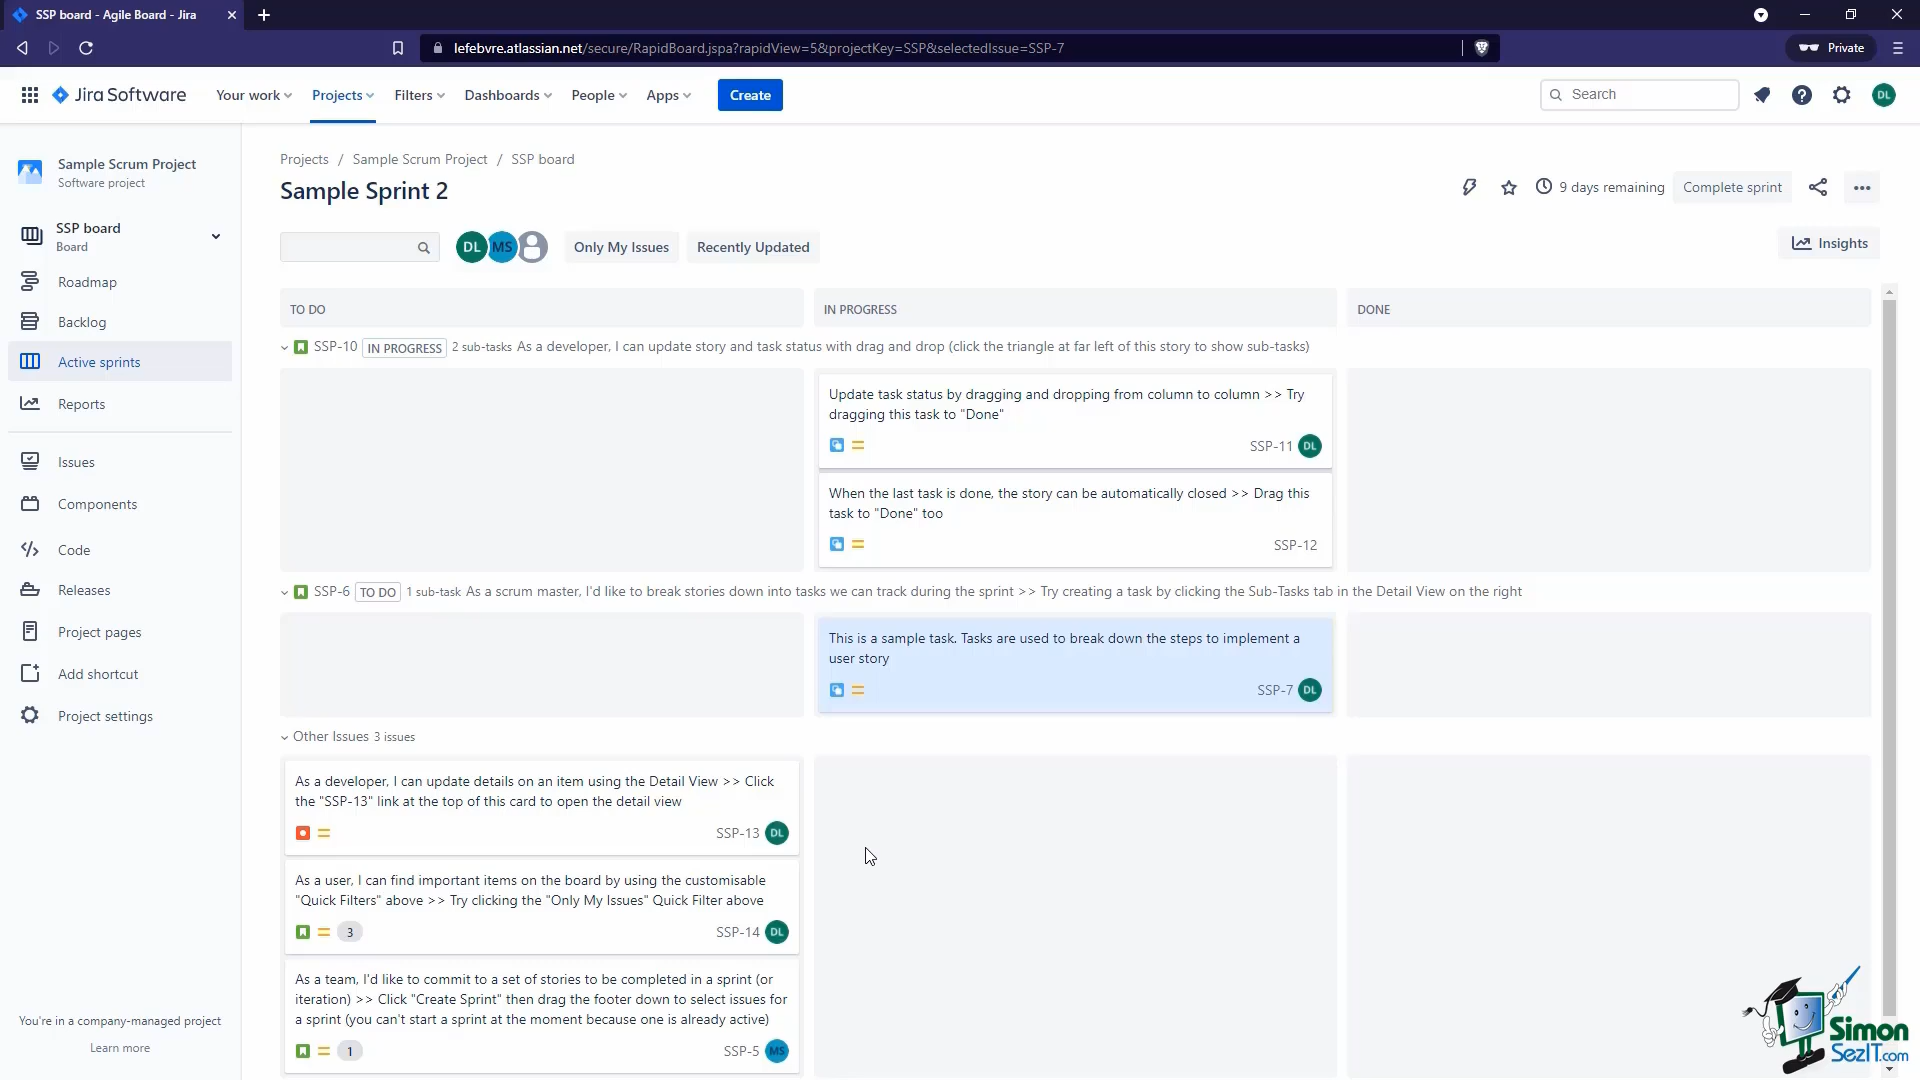 SSP board - Agile Board - Jira
lefebvre.atlassian.net/secure/RapidBoard.jspa?rapidView=5&projectKey=SSP&selectedIssue=SSP-7
Private
Jira Software
Your work
Projects
Filters
Dashboards
People
Apps
Create
Search
DL
Sample Scrum Project
Software project
SSP board
Board
Roadmap
Backlog
Active sprints
Reports
Issues
Components
Code
Releases
Project pages
Add shortcut
Project settings
You're in a company-managed project
Learn more
Projects / Sample Scrum Project / SSP board
Sample Sprint 2
9 days remaining
Complete sprint
DL MS
Only My Issues
Recently Updated
Insights
TO DO
IN PROGRESS
DONE
SSP-10 IN PROGRESS 2 sub-tasks As a developer, I can update story and task status with drag and drop (click the triangle at far left of this story to show sub-tasks)
Update task status by dragging and dropping from column to column >> Try
dragging this task to "Done"
SSP-11 DL
When the last task is done, the story can be automatically closed >> Drag this
task to "Done" too
SSP-12
SSP-6 TO DO 1 sub-task As a scrum master, I'd like to break stories down into tasks we can track during the sprint >> Try creating a task by clicking the Sub-Tasks tab in the Detail View on the right
This is a sample task. Tasks are used to break down the steps to implement a
user story
SSP-7 DL
Other Issues 3 issues
As a developer, I can update details on an item using the Detail View >> Click
the "SSP-13" link at the top of this card to open the detail view
SSP-13 DL
As a user, I can find important items on the board by using the customisable
"Quick Filters" above >> Try clicking the "Only My Issues" Quick Filter above
3 SSP-14 DL
As a team, I'd like to commit to a set of stories to be completed in a sprint (or
iteration) >> Click "Create Sprint" then drag the footer down to select issues for
a sprint (you can't start a sprint at the moment because one is already active)
1 SSP-5 MS
Simon
SezIT.com